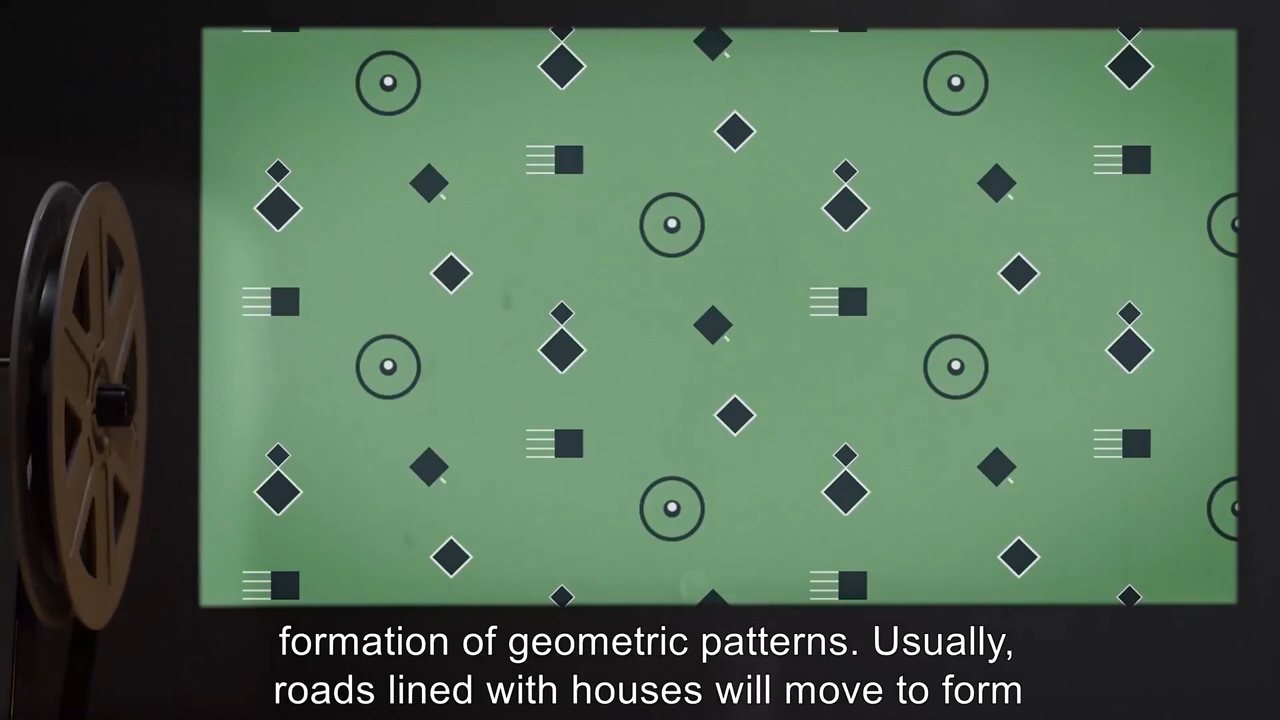 formation of geometric patterns. Usually,
roads lined with houses will move to form